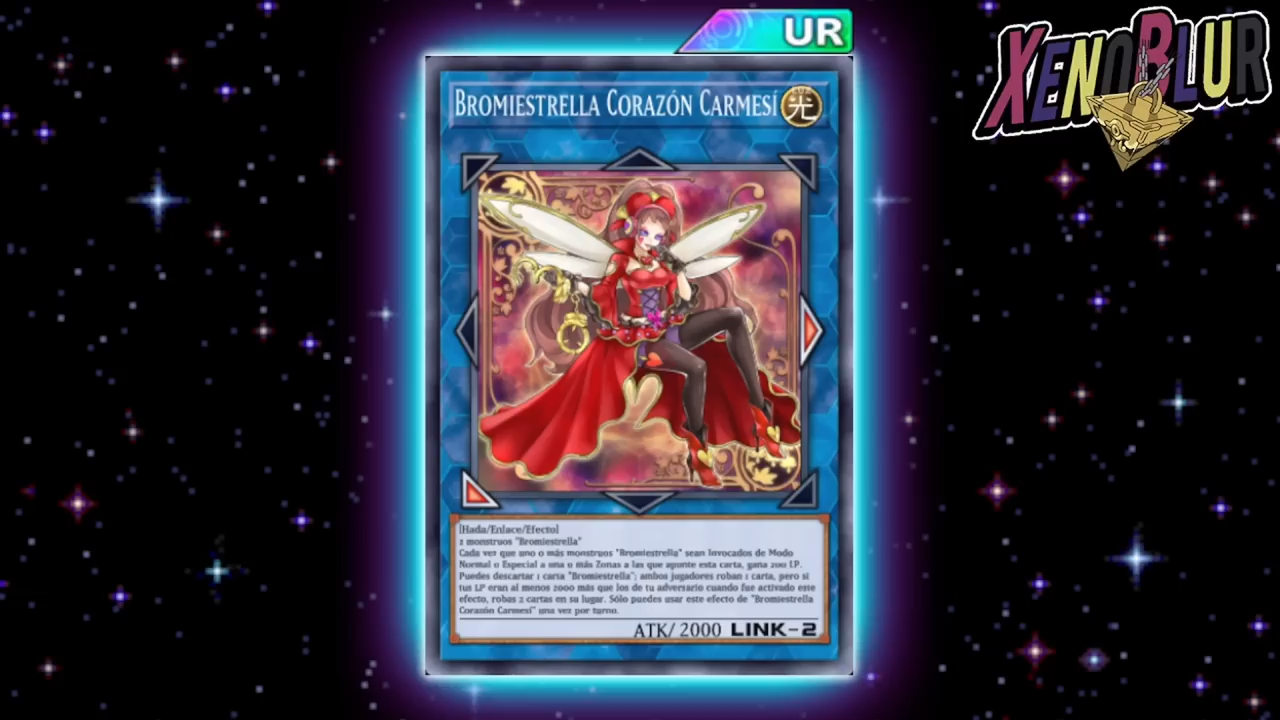 UR
XENOBLUR
BROMIESTRELLA CORAZÓN CARMESÍ 光
[Hada/Enlace/Efecto]
2 monstruos "Bromiestrella"
Cada vez que uno o más monstruos "Bromiestrella" sean Invocados de Modo
Normal o Especial a una o más Zonas a las que apunte esta carta, gana 200 LP.
Puedes descartar 1 carta "Bromiestrella"; ambos jugadores roban 1 carta, pero si
tus LP eran al menos 2000 más que los de tu adversario cuando fue activado este
efecto, robas 2 cartas en su lugar. Sólo puedes usar este efecto de "Bromiestrella
Corazón Carmesí" una vez por turno.
ATK/ 2000 LINK-2